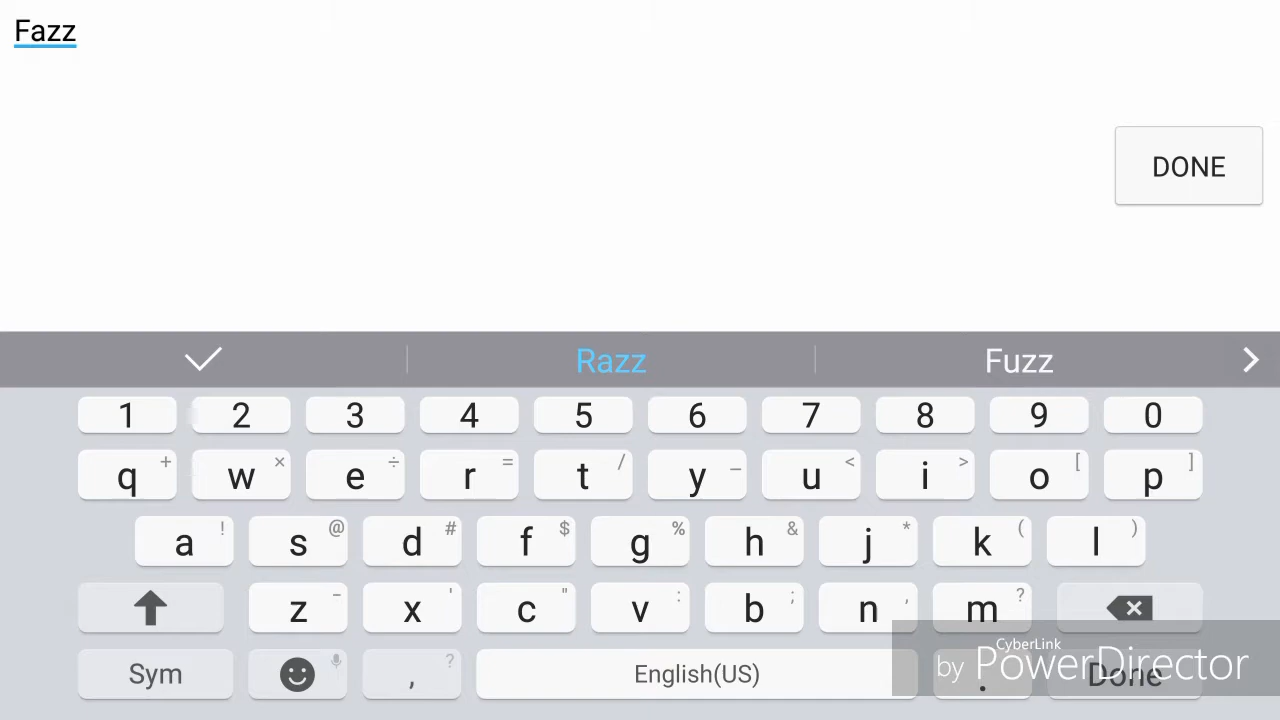 Fazz
DONE
Razz Fuzz
1 2 3 4 5 6 7 8 9 0
q + w × e ÷ r = t / y _ u < i > o [ p ]
a ! s @ d # f $ g % h & j * k ( l )
z - x ' c " v : b ; n , m ?
Sym , ? English(US) . Done
CyberLink
by PowerDirector